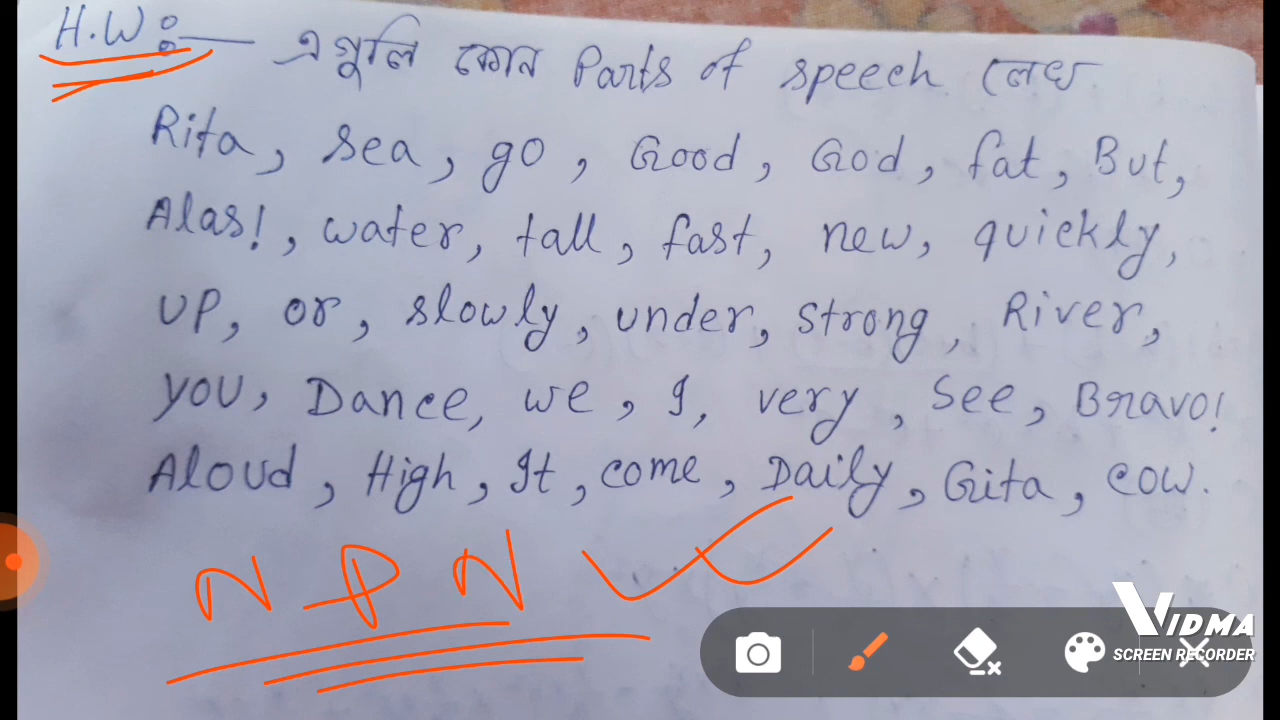 H.W :— এগুলি কোন Parts of speech লেখ
Rita, sea, go, Good, God, fat, But,
Alas!, water, tall, fast, new, quickly,
UP, or, slowly, under, strong, River,
you, Dance, we, I, very, see, Bravo!
Aloud, High, It, come, Daily, Gita, cow.
N P N
VIDMA
SCREEN RECORDER